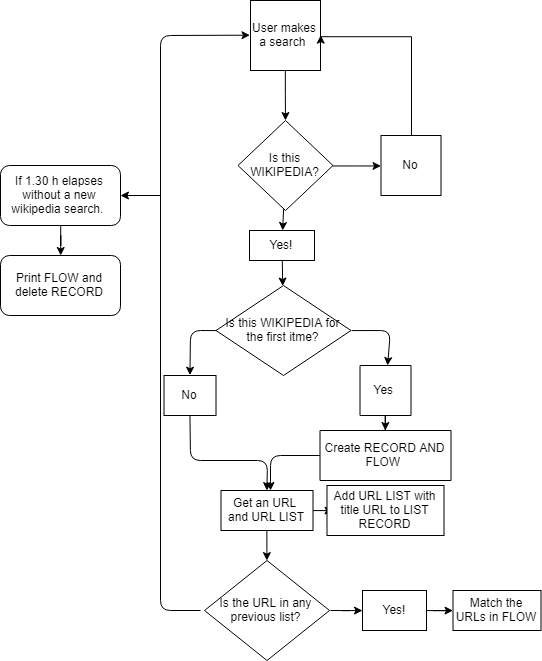 User makes
a search
Is this
WIKIPEDIA?
No
If 1.30 h elapses
without a new
wikipedia search.
Yes!
Print FLOW and
delete RECORD
Is this WIKIPEDIA for
the first itme?
No
Yes
Create RECORD AND
FLOW
Get an URL
and URL LIST
Add URL LIST with
title URL to LIST
RECORD
Is the URL in any
previous list?
Yes!
Match the
URLs in FLOW